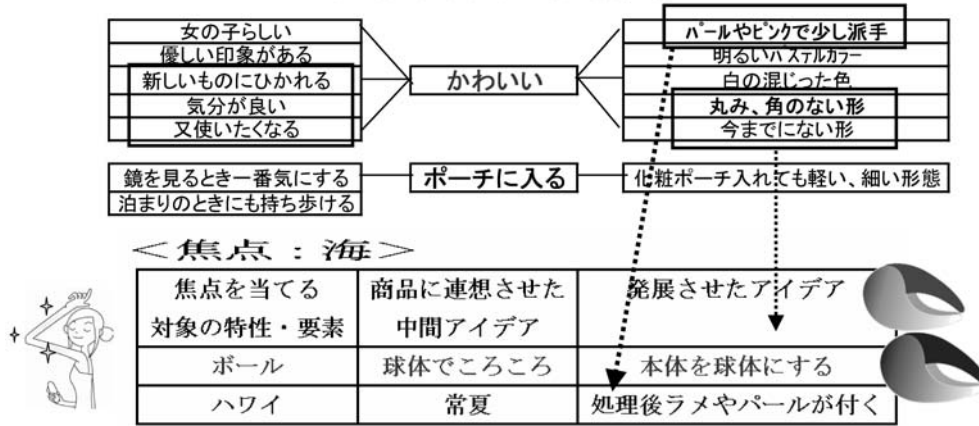 女の子らしい
優しい印象がある
新しいものにひかれる
気分が良い
又使いたくなる
かわいい
パールやピンクで少し派手
明るいパステルカラー
白の混じった色
丸み、角のない形
今までにない形
鏡を見るとき一番気にする
泊まりのときにも持ち歩ける
ポーチに入る
化粧ポーチ入れても軽い、細い形態
＜焦点：海＞
焦点を当てる
対象の特性・要素
商品に連想させた
中間アイデア
発展させたアイデア
ボール
球体でころころ
本体を球体にする
ハワイ
常夏
処理後ラメやパールが付く